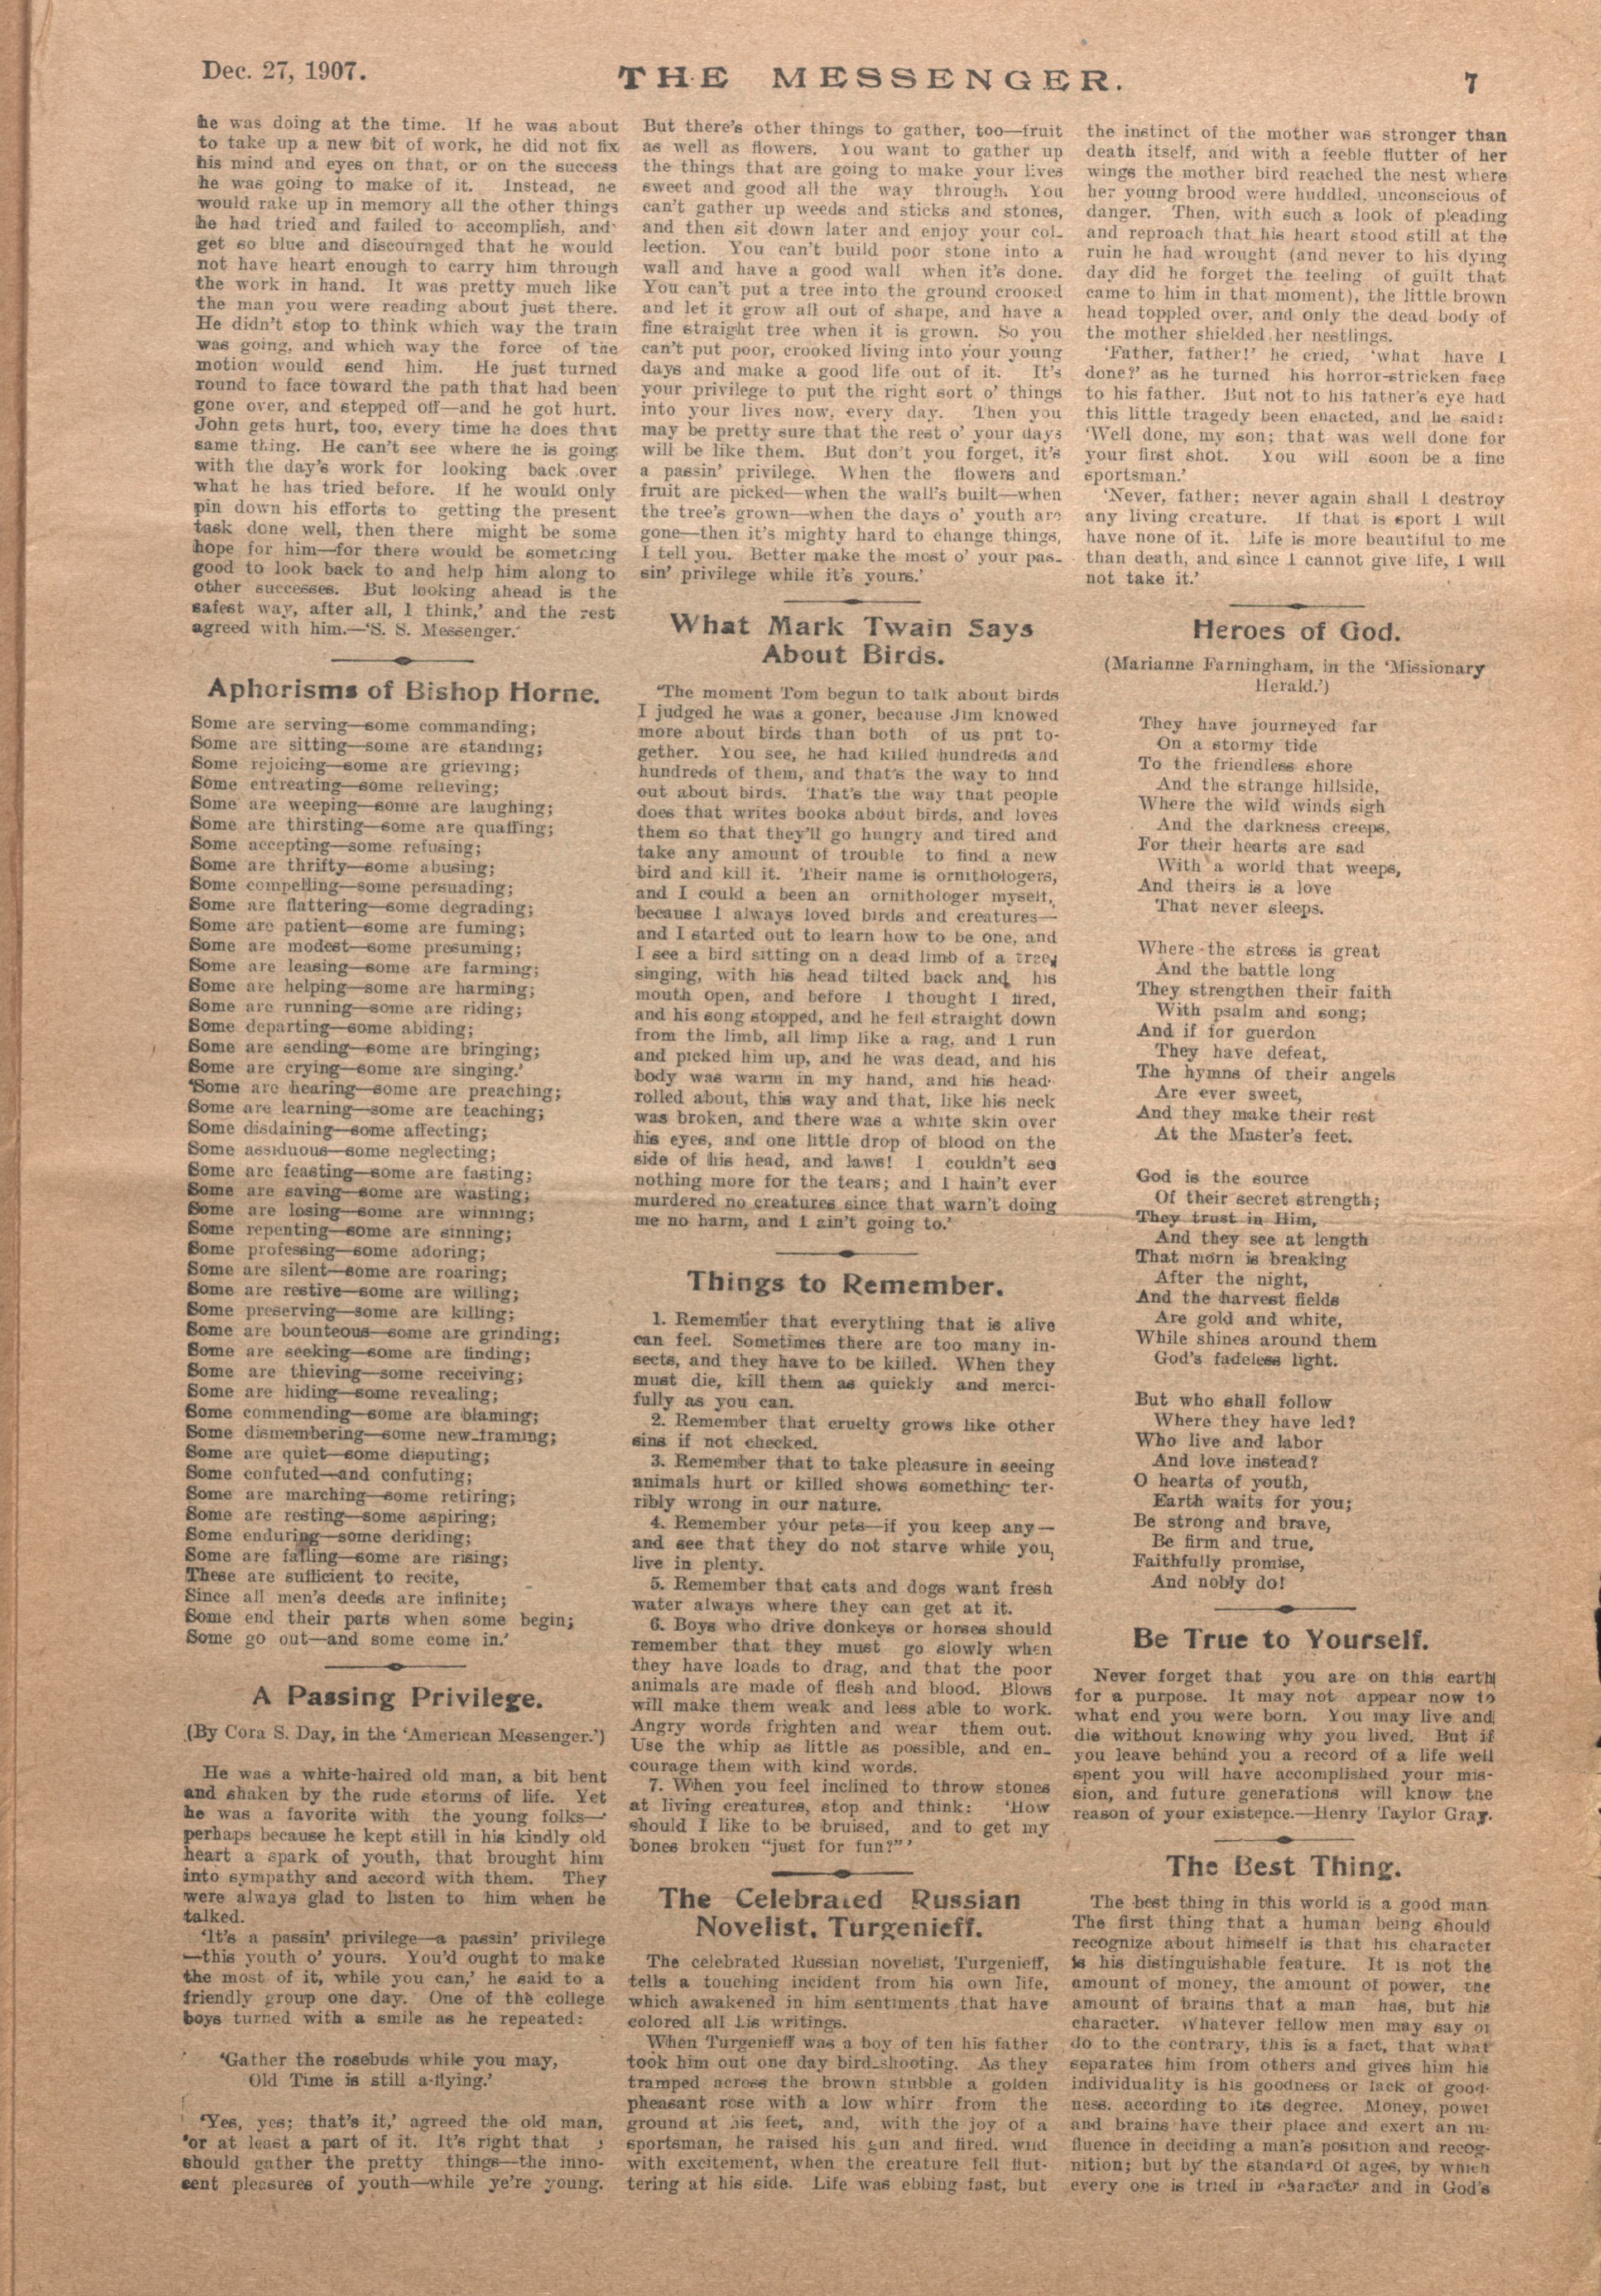 Dec. 27, 1907.
THE MESSENGER.
7
he was doing at the time. If he was about
to take up a new bit of work, he did not fix
his mind and eyes on that, or on the success
he was going to make of it. Instead, ne
would rake up in memory all the other things
he had tried and failed to accomplish, and
get so blue and discouraged that he would
not have heart enough to carry him through
the work in hand. It was pretty much like
the man you were reading about just there.
He didn't stop to think which way the train
was going, and which way the force of the
motion would send him. He just turned
round to face toward the path that had been
gone over, and stepped off—and he got hurt.
John gets hurt, too, every time he does that
same thing. He can't see where he is going
with the day's work for looking back over
what he has tried before. If he would only
pin down his efforts to getting the present
task done well, then there might be some
hope for him—for there would be something
good to look back to and help him along to
other successes. But looking ahead is the
safest way, after all, I think,' and the rest
agreed with him.—'S. S. Messenger.'
Aphorisms of Bishop Horne.
Some are serving—some commanding;
Some are sitting—some are standing;
Some rejoicing—some are grieving;
Some entreating—some relieving;
Some are weeping—some are laughing;
Some are thirsting—some are quaffing;
Some accepting—some refusing;
Some are thrifty—some abusing;
Some compelling—some persuading;
Some are flattering—some degrading;
Some are patient—some are fuming;
Some are modest—some presuming;
Some are leasing—some are farming;
Some are helping—some are harming;
Some are running—some are riding;
Some departing—some abiding;
Some are sending—some are bringing;
Some are crying—some are singing.'
'Some are hearing—some are preaching;
Some are learning—some are teaching;
Some disdaining—some affecting;
Some assiduous—some neglecting;
Some are feasting—some are fasting;
Some are saving—some are wasting;
Some are losing—some are winning;
Some repenting—some are sinning;
Some professing—some adoring;
Some are silent—some are roaring;
Some are restive—some are willing;
Some preserving—some are killing;
Some are bounteous—some are grinding;
Some are seeking—some are finding;
Some are thieving—some receiving;
Some are hiding—some revealing;
Some commending—some are blaming;
Some dismembering—some new-framing;
Some are quiet—some disputing;
Some confuted—and confuting;
Some are marching—some retiring;
Some are resting—some aspiring;
Some enduring—some deriding;
Some are falling—some are rising;
These are sufficient to recite,
Since all men's deeds are infinite;
Some end their parts when some begin;
Some go out—and some come in.'
A Passing Privilege.
(By Cora S. Day, in the 'American Messenger.')
He was a white-haired old man, a bit bent
and shaken by the rude storms of life. Yet
he was a favorite with the young folks—
perhaps because he kept still in his kindly old
heart a spark of youth, that brought him
into sympathy and accord with them. They
were always glad to listen to him when he
talked.
'It's a passin' privilege—a passin' privilege
—this youth o' yours. You'd ought to make
the most of it, while you can,' he said to a
friendly group one day. One of the college
boys turned with a smile as he repeated:
'Gather the rosebuds while you may,
Old Time is still a-flying.'
'Yes, yes; that's it,' agreed the old man,
'or at least a part of it. It's right that
should gather the pretty things—the inno-
cent pleasures of youth—while ye're young.
But there's other things to gather, too—fruit
as well as flowers. You want to gather up
the things that are going to make your lives
sweet and good all the way through. You
can't gather up weeds and sticks and stones,
and then sit down later and enjoy your col-
lection. You can't build poor stone into a
wall and have a good wall when it's done.
You can't put a tree into the ground crooked
and let it grow all out of shape, and have a
fine straight tree when it is grown. So you
can't put poor, crooked living into your young
days and make a good life out of it. It's
your privilege to put the right sort o' things
into your lives now, every day. Then you
may be pretty sure that the rest o' your days
will be like them. But don't you forget, it's
a passin' privilege. When the flowers and
fruit are picked—when the wall's built—when
the tree's grown—when the days o' youth are
gone—then it's mighty hard to change things,
I tell you. Better make the most o' your pas-
sin' privilege while it's yours.'
What Mark Twain Says
About Birds.
'The moment Tom begun to talk about birds
I judged he was a goner, because Jim knowed
more about birds than both of us pnt to-
gether. You see, he had killed hundreds and
hundreds of them, and that's the way to find
out about birds. That's the way that people
does that writes books about birds, and loves
them so that they'll go hungry and tired and
take any amount of trouble to find a new
bird and kill it. Their name is ornithologers,
and I could a been an ornithologer myself,
because I always loved birds and creatures—
and I started out to learn how to be one, and
I see a bird sitting on a dead limb of a tree,
singing, with his head tilted back and his
mouth open, and before I thought I fired,
and his song stopped, and he fell straight down
from the limb, all limp like a rag, and I run
and picked him up, and he was dead, and his
body was warm in my hand, and his head
rolled about, this way and that, like his neck
was broken, and there was a white skin over
his eyes, and one little drop of blood on the
side of his head, and laws! I couldn't see
nothing more for the tears; and I hain't ever
murdered no creatures since that warn't doing
me no harm, and I ain't going to.'
Things to Remember.
1. Remember that everything that is alive
can feel. Sometimes there are too many in-
sects, and they have to be killed. When they
must die, kill them as quickly and merci-
fully as you can.
2. Remember that cruelty grows like other
sins if not checked.
3. Remember that to take pleasure in seeing
animals hurt or killed shows something ter-
ribly wrong in our nature.
4. Remember your pets—if you keep any—
and see that they do not starve while you,
live in plenty.
5. Remember that cats and dogs want fresh
water always where they can get at it.
6. Boys who drive donkeys or horses should
remember that they must go slowly when
they have loads to drag, and that the poor
animals are made of flesh and blood. Blows
will make them weak and less able to work.
Angry words frighten and wear them out.
Use the whip as little as possible, and en-
courage them with kind words.
7. When you feel inclined to throw stones
at living creatures, stop and think: 'How
should I like to be bruised, and to get my
bones broken "just for fun?"'
The Celebrated Russian
Novelist, Turgenieff.
The celebrated Russian novelist, Turgenieff,
tells a touching incident from his own life,
which awakened in him sentiments that have
colored all his writings.
When Turgenieff was a boy of ten his father
took him out one day bird-shooting. As they
tramped across the brown stubble a golden
pheasant rose with a low whirr from the
ground at his feet, and, with the joy of a
sportsman, he raised his gun and fired, wild
with excitement, when the creature fell flut-
tering at his side. Life was ebbing fast, but
the instinct of the mother was stronger than
death itself, and with a feeble flutter of her
wings the mother bird reached the nest where
her young brood were huddled, unconscious of
danger. Then, with such a look of pleading
and reproach that his heart stood still at the
ruin he had wrought (and never to his dying
day did he forget the feeling of guilt that
came to him in that moment), the little brown
head toppled over, and only the dead body of
the mother shielded her nestlings.
'Father, father!' he cried, 'what have I
done?' as he turned his horror-stricken face
to his father. But not to his father's eye had
this little tragedy been enacted, and he said:
'Well done, my son; that was well done for
your first shot. You will soon be a fine
sportsman.'
'Never, father; never again shall I destroy
any living creature. If that is sport I will
have none of it. Life is more beautiful to me
than death, and since I cannot give life, I will
not take it.'
Heroes of God.
(Marianne Farningham, in the 'Missionary
Herald.')
They have journeyed far
On a stormy tide
To the friendless shore
And the strange hillside,
Where the wild winds sigh
And the darkness creeps,
For their hearts are sad
With a world that weeps,
And theirs is a love
That never sleeps.
Where the stress is great
And the battle long
They strengthen their faith
With psalm and song;
And if for guerdon
They have defeat,
The hymns of their angels
Are ever sweet,
And they make their rest
At the Master's feet.
God is the source
Of their secret strength;
They trust in Him,
And they see at length
That morn is breaking
After the night,
And the harvest fields
Are gold and white,
While shines around them
God's fadeless light.
But who shall follow
Where they have led?
Who live and labor
And love instead?
O hearts of youth,
Earth waits for you;
Be strong and brave,
Be firm and true,
Faithfully promise,
And nobly do!
Be True to Yourself.
Never forget that you are on this earth
for a purpose. It may not appear now to
what end you were born. You may live and
die without knowing why you lived. But if
you leave behind you a record of a life well
spent you will have accomplished your mis-
sion, and future generations will know the
reason of your existence.—Henry Taylor Gray.
The Best Thing.
The best thing in this world is a good man
The first thing that a human being should
recognize about himself is that his character
is his distinguishable feature. It is not the
amount of money, the amount of power, the
amount of brains that a man has, but his
character. Whatever fellow men may say or
do to the contrary, this is a fact, that what
separates him from others and gives him his
individuality is his goodness or lack of good-
ness, according to its degree. Money, power
and brains have their place and exert an in-
fluence in deciding a man's position and recog-
nition; but by the standard of ages, by which
every one is tried in character and in God's